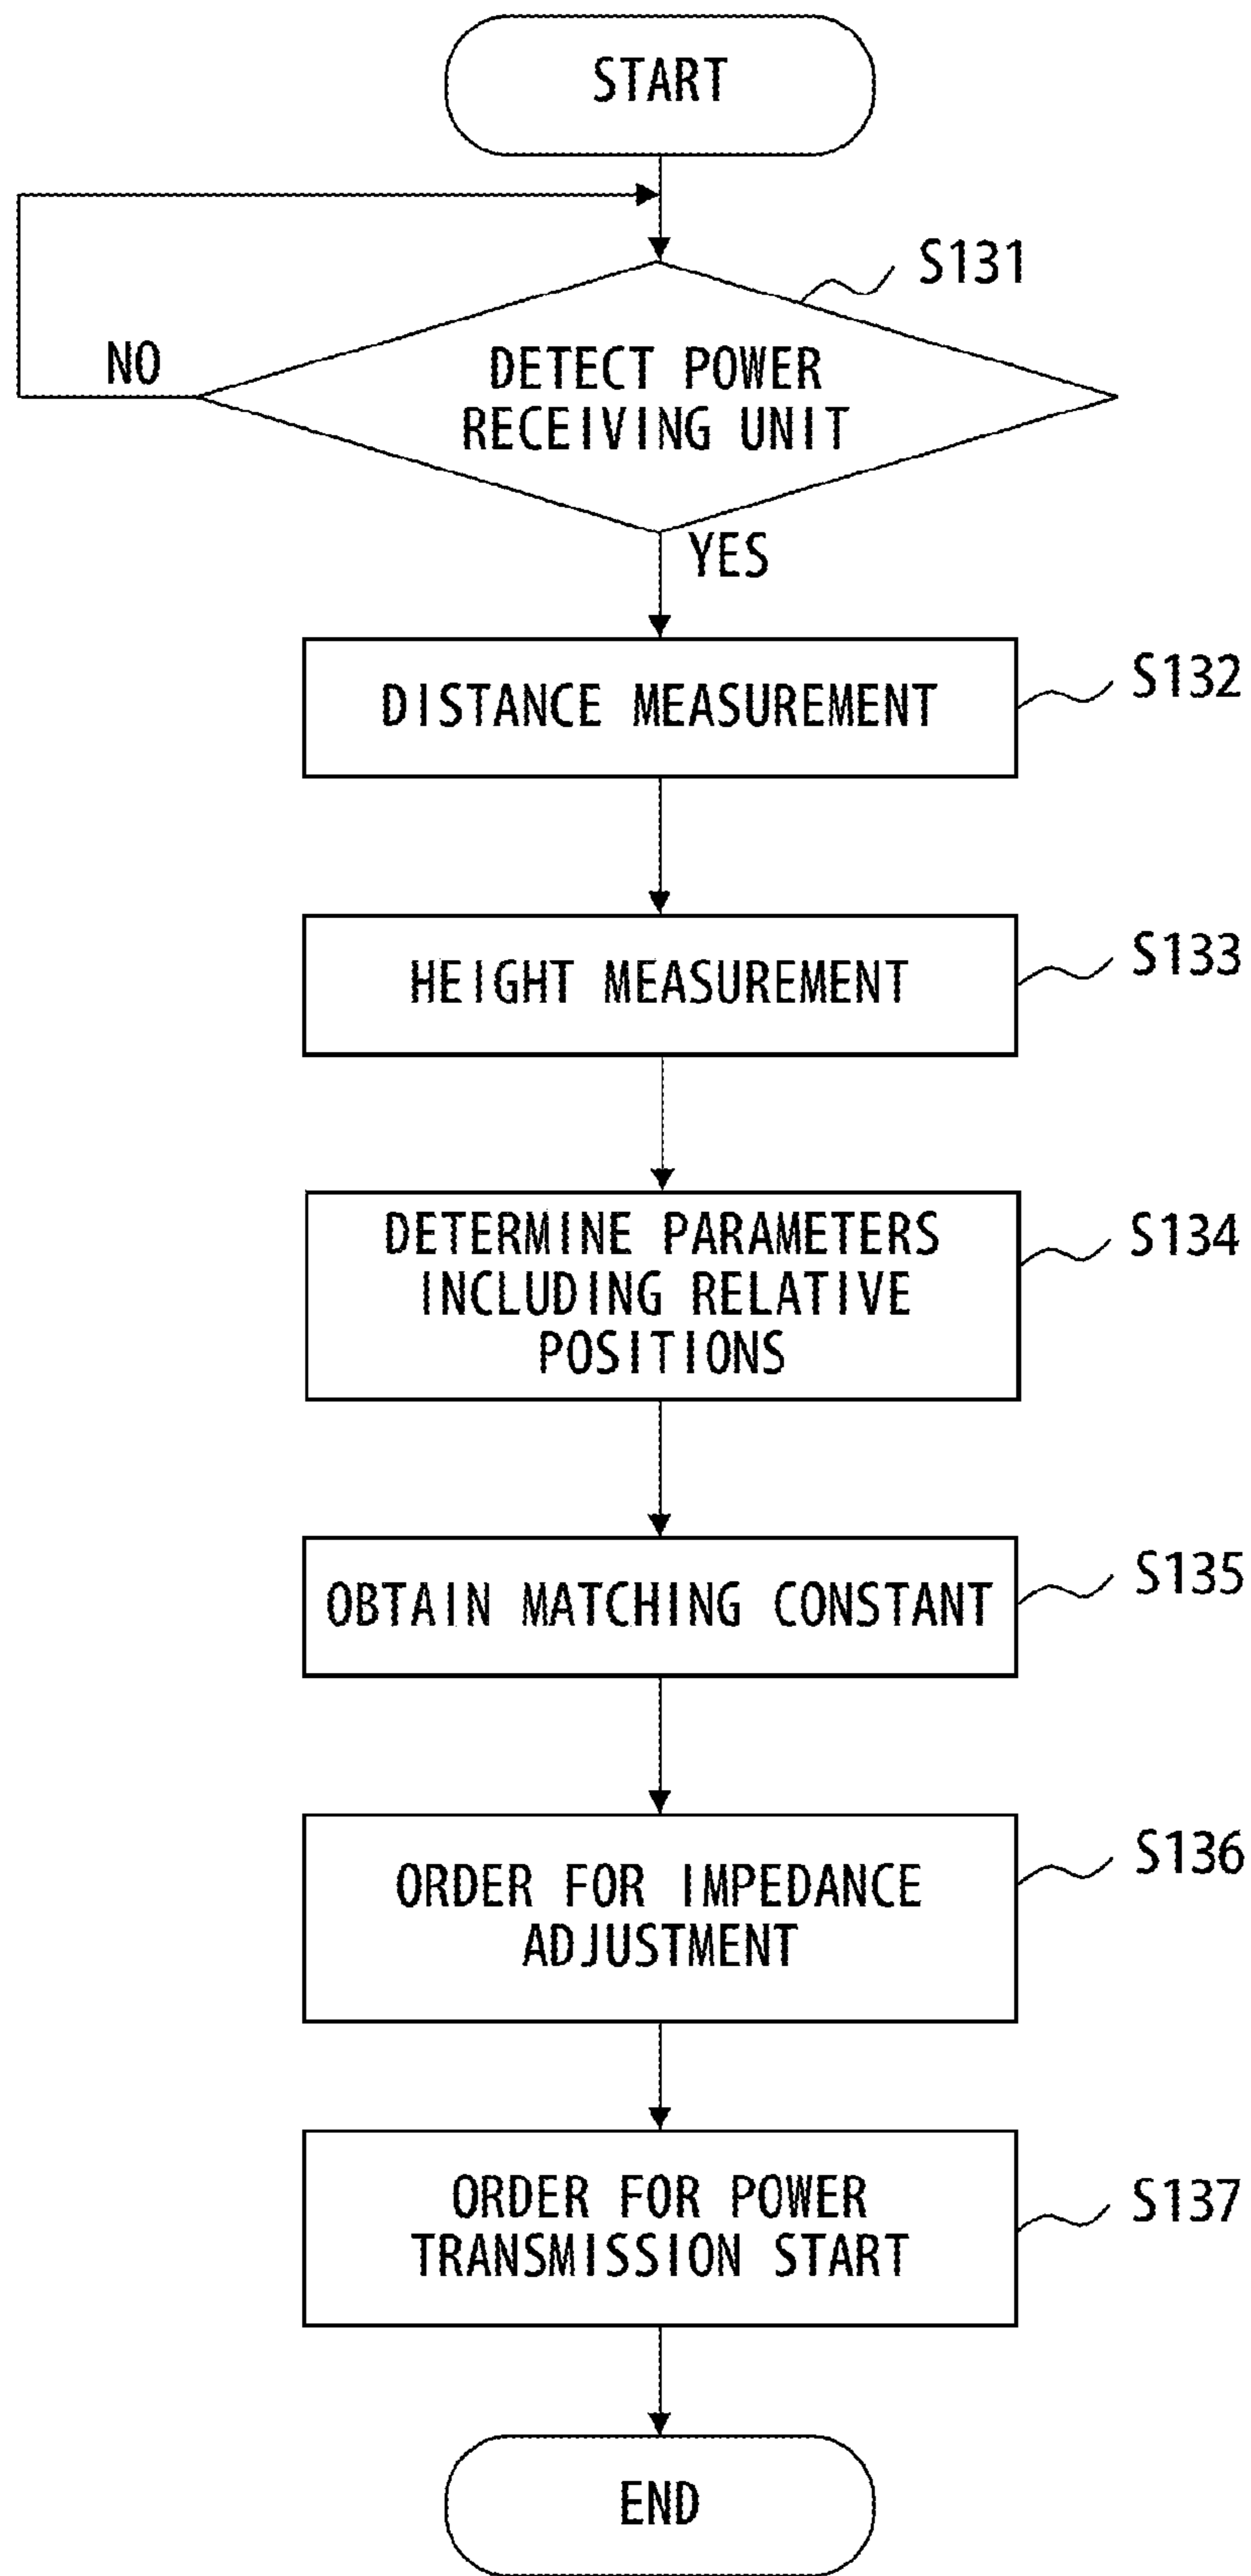 START
S131
NO
DETECT POWER
RECEIVING UNIT
YES
DISTANCE MEASUREMENT
S132
HEIGHT MEASUREMENT
S133
DETERMINE PARAMETERS
INCLUDING RELATIVE
POSITIONS
S134
OBTAIN MATCHING CONSTANT
S135
ORDER FOR IMPEDANCE
ADJUSTMENT
S136
ORDER FOR POWER
TRANSMISSION START
S137
END